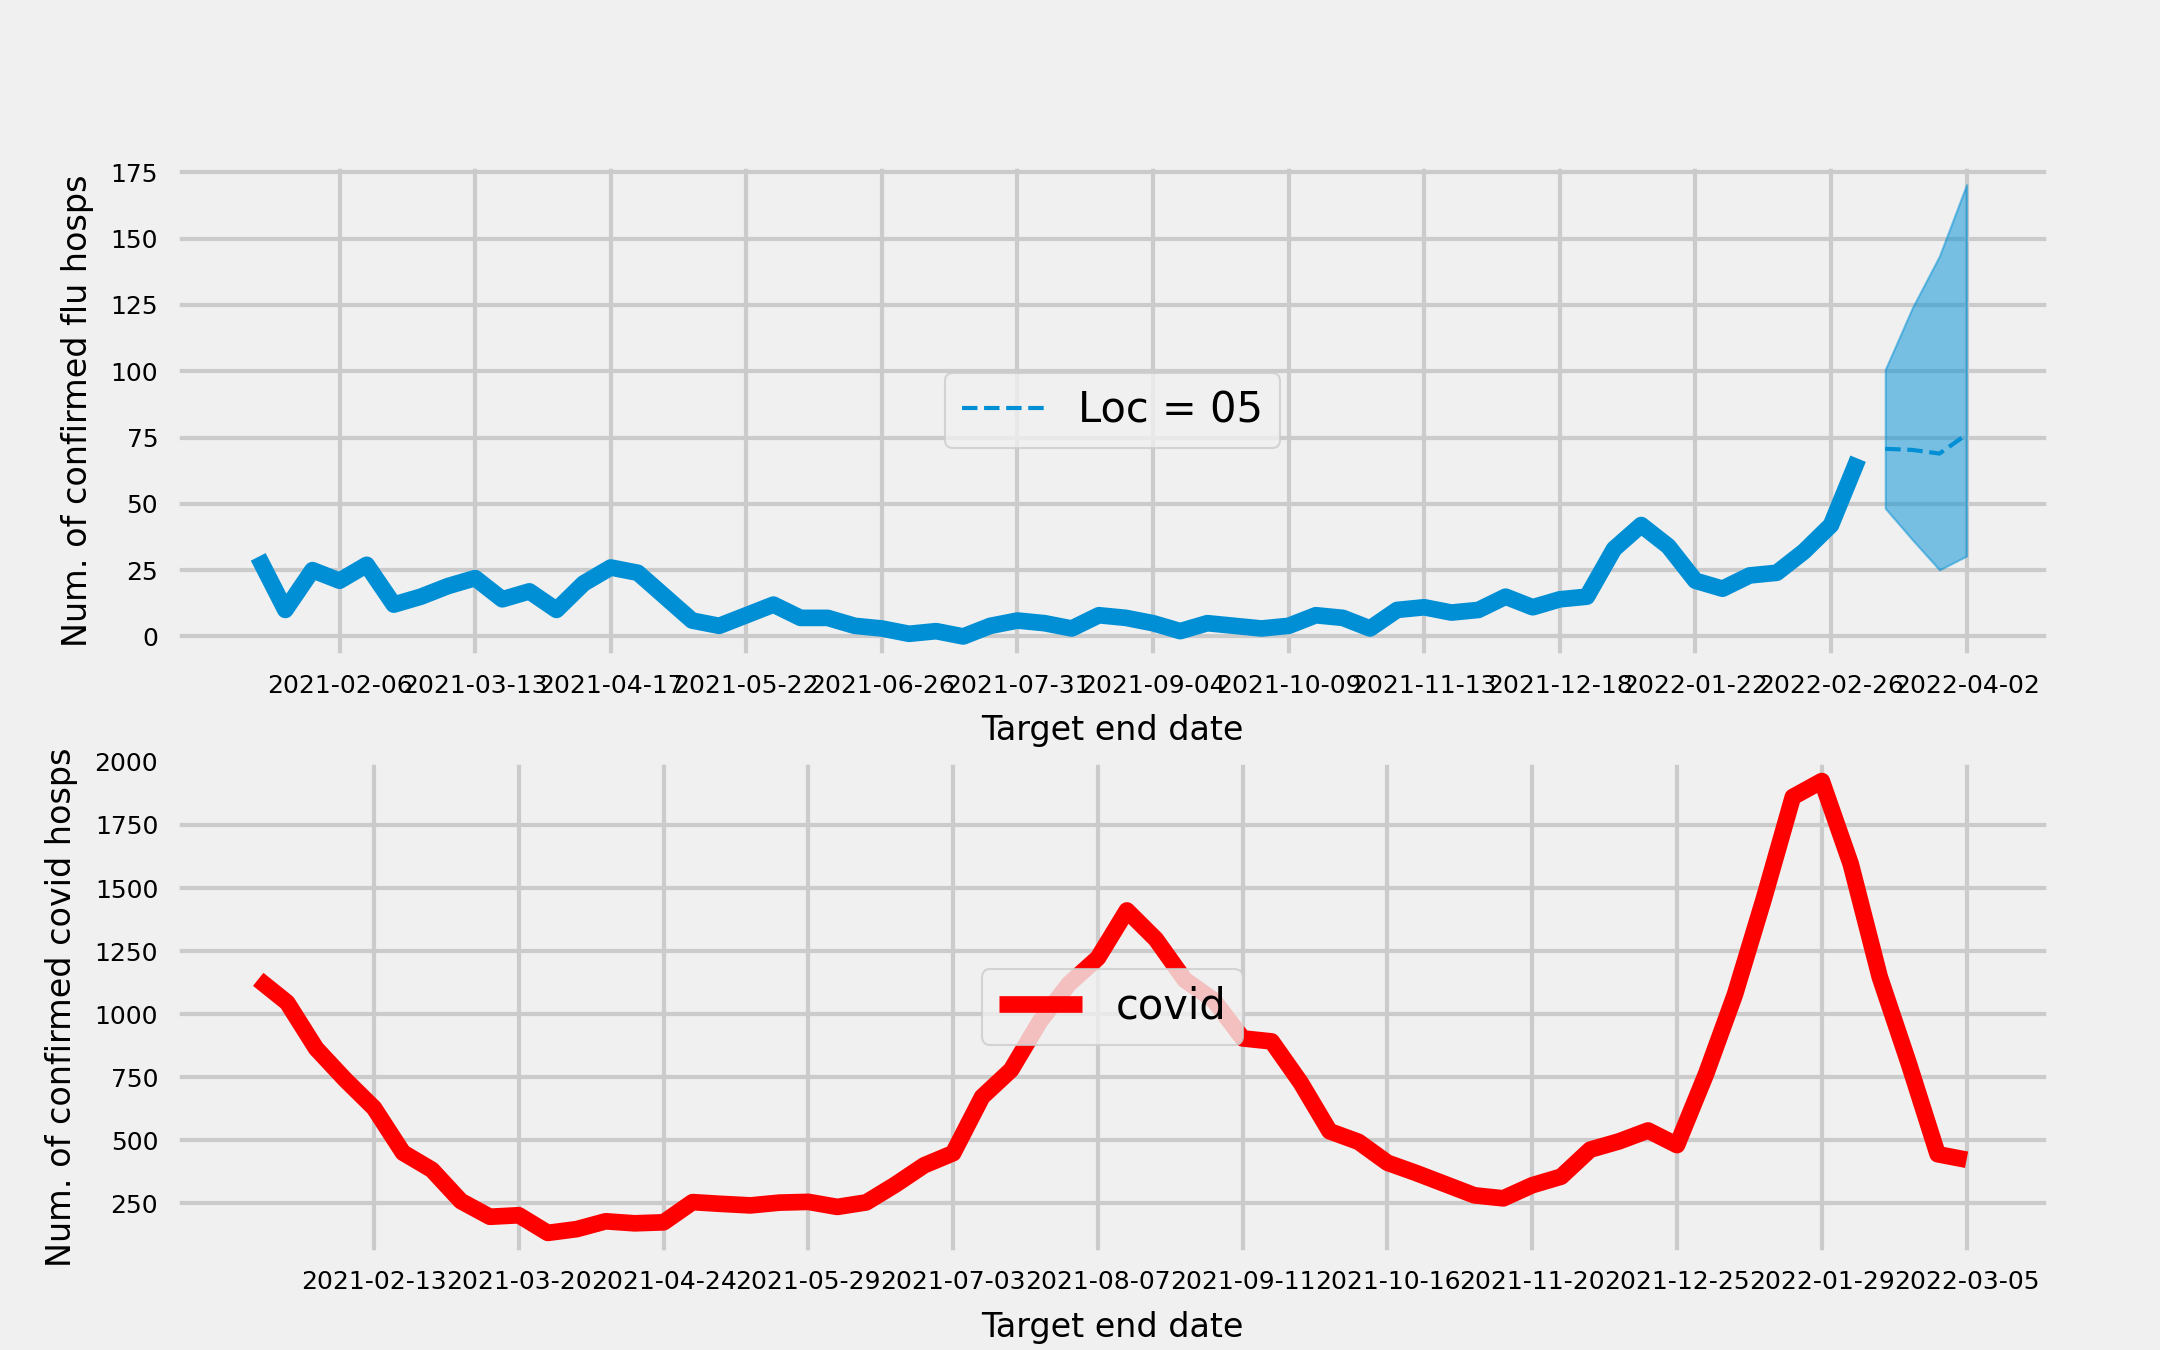 Num. of confirmed flu hosps
175
150
125
100
75
50
25
0
Loc = 05
2021-02-06 2021-03-13 2021-04-17 2021-05-22 2021-06-26 2021-07-31 2021-09-04 2021-10-09 2021-11-13 2021-12-18 2022-01-22 2022-02-26 2022-04-02
Target end date
Num. of confirmed covid hosps
2000
1750
1500
1250
1000
750
500
250
covid
2021-02-13 2021-03-20 2021-04-24 2021-05-29 2021-07-03 2021-08-07 2021-09-11 2021-10-16 2021-11-20 2021-12-25 2022-01-29 2022-03-05
Target end date